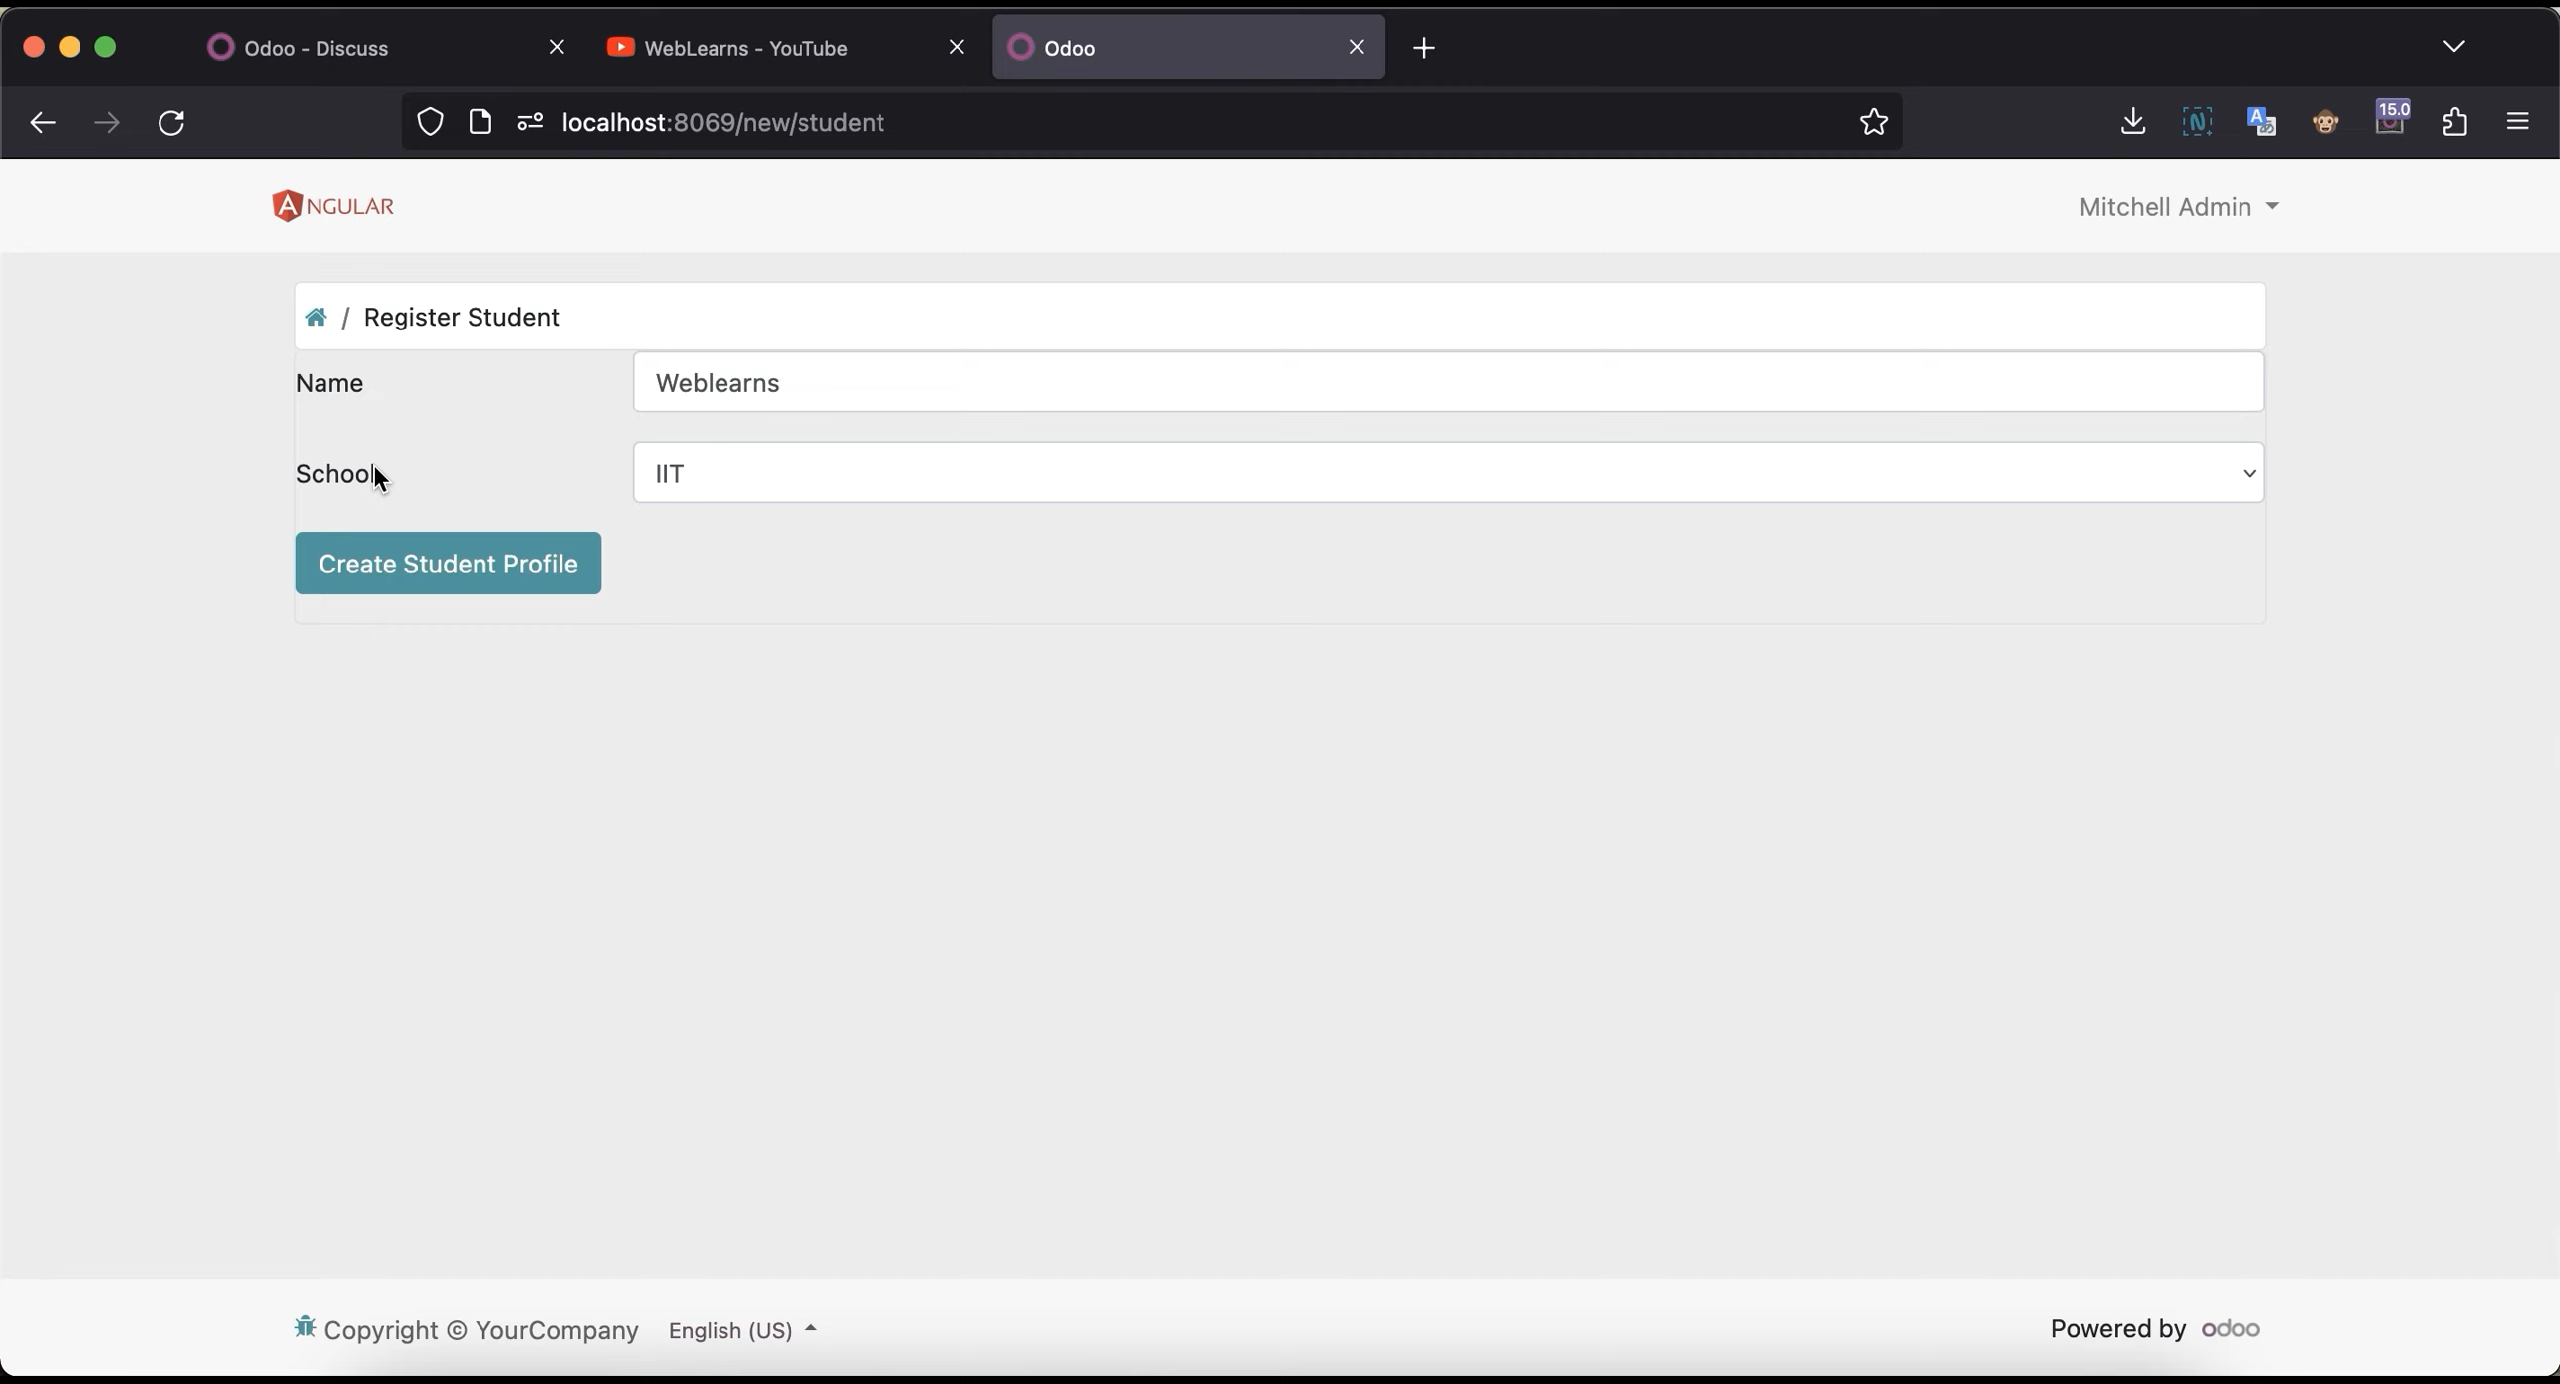 Odoo - Discuss
WebLearns - YouTube
Odoo
localhost:8069/new/student
15.0
ANGULAR
Mitchell Admin
/ Register Student
Name
Weblearns
School
IIT
Create Student Profile
Copyright © YourCompany
English (US)
Powered by odoo